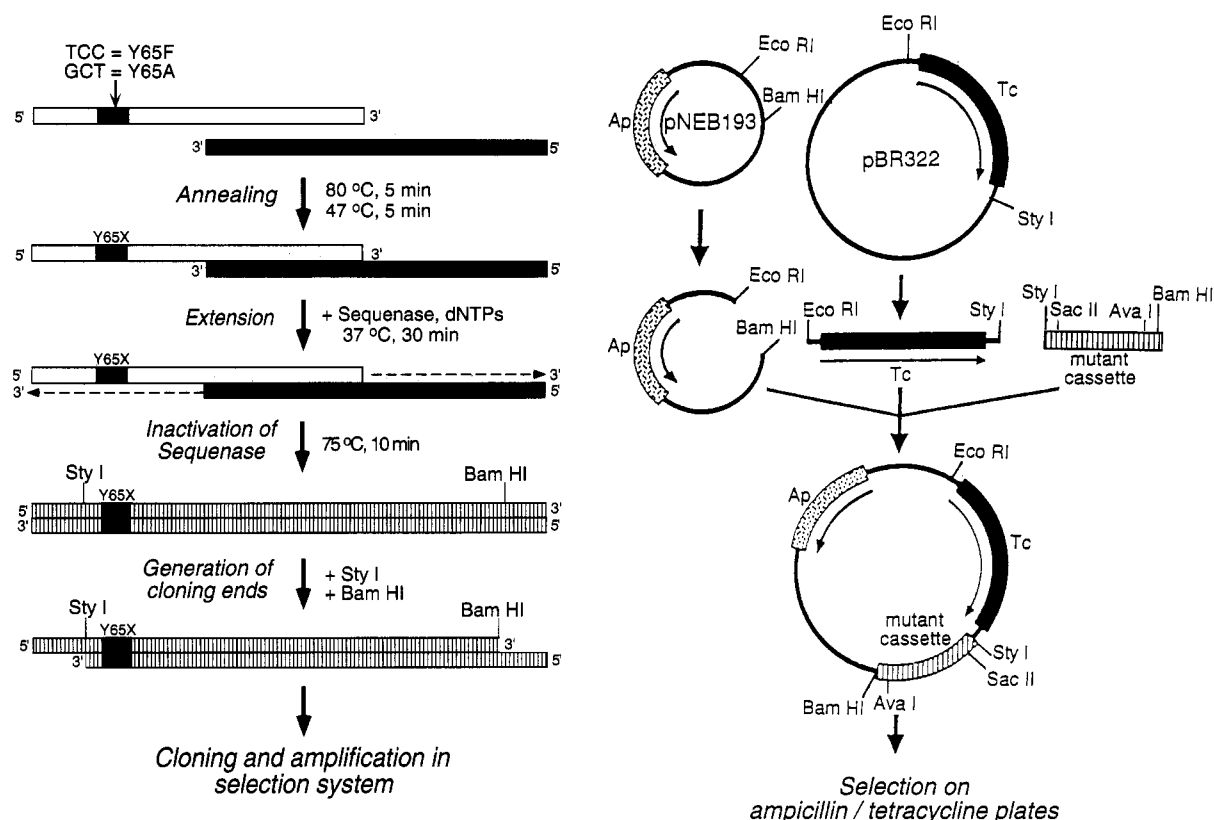 TCC = Y65F
GCT = Y65A
5'
3'
3'
5'
Annealing
80 ºC, 5 min
47 ºC, 5 min
Y65X
5'
3'
3'
5'
Extension
+ Sequenase, dNTPs
37 ºC, 30 min
Y65X
5'
3'
3'
5'
Inactivation of
Sequenase
75 ºC, 10 min
Sty I
Bam HI
Y65X
5'
3'
3'
5'
Generation of
cloning ends
+ Sty I
+ Bam HI
Sty I
Bam HI
Y65X
5'
3'
3'
5'
Cloning and amplification in
selection system
Eco RI
Bam HI
Ap
pNEB193
Eco RI
Tc
pBR322
Sty I
Eco RI
Bam HI
Ap
Eco RI
Sty I
Tc
Sty I
Sac II
Ava I
Bam HI
mutant
cassette
Eco RI
Ap
Tc
mutant
cassette
Sty I
Sac II
Bam HI
Ava I
Selection on
ampicillin / tetracycline plates